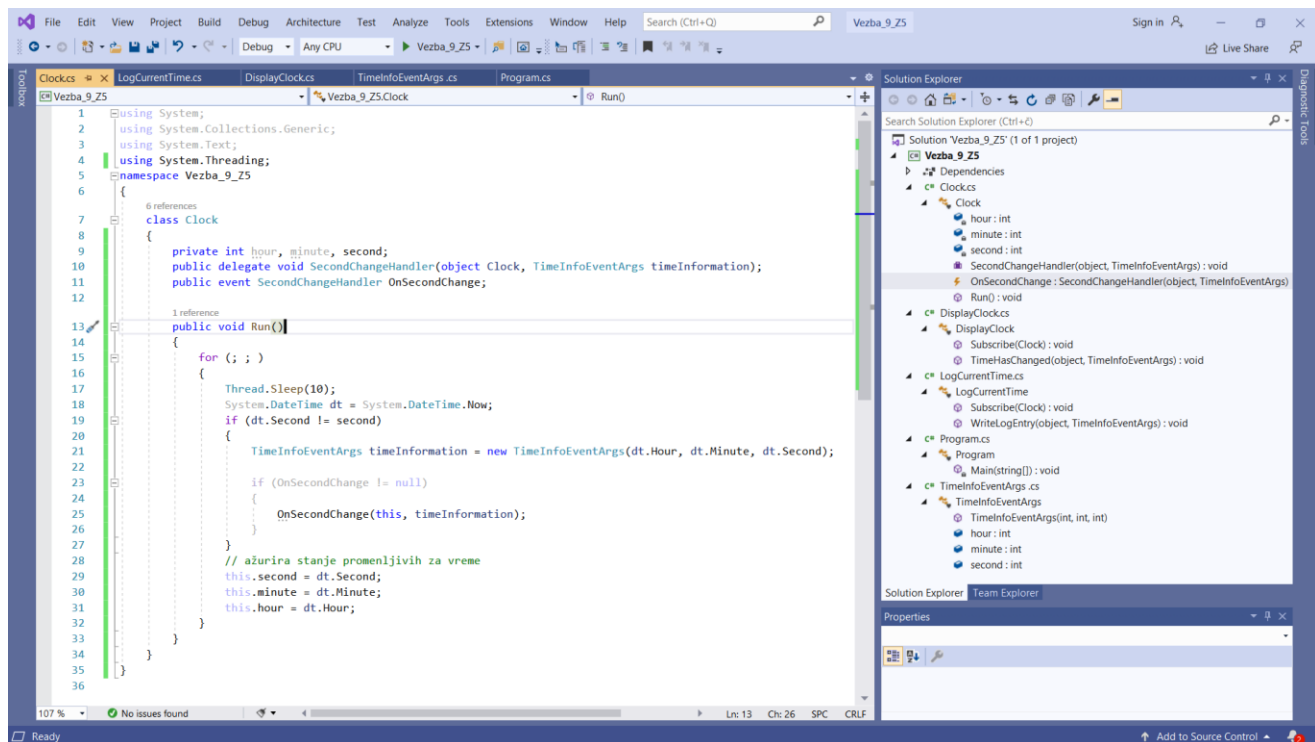 File Edit View Project Build Debug Architecture Test Analyze Tools Extensions Window Help Search (Ctrl+Q) Vezba_9_Z5 Sign in
Debug Any CPU Vezba_9_Z5 Live Share
Toolbox
Clock.cs LogCurrentTime.cs DisplayClock.cs TimeInfoEventArgs .cs Program.cs
Vezba_9_Z5 Vezba_9_Z5.Clock Run()
1 using System;
2 using System.Collections.Generic;
3 using System.Text;
4 using System.Threading;
5 namespace Vezba_9_Z5
6 {
6 references
7 class Clock
8 {
9 private int hour, minute, second;
10 public delegate void SecondChangeHandler(object Clock, TimeInfoEventArgs timeInformation);
11 public event SecondChangeHandler OnSecondChange;
12
1 reference
13 public void Run()
14 {
15 for (; ; )
16 {
17 Thread.Sleep(10);
18 System.DateTime dt = System.DateTime.Now;
19 if (dt.Second != second)
20 {
21 TimeInfoEventArgs timeInformation = new TimeInfoEventArgs(dt.Hour, dt.Minute, dt.Second);
22
23 if (OnSecondChange != null)
24 {
25 OnSecondChange(this, timeInformation);
26 }
27 }
28 // ažurira stanje promenljivih za vreme
29 this.second = dt.Second;
30 this.minute = dt.Minute;
31 this.hour = dt.Hour;
32 }
33 }
34 }
35 }
36
107 % No issues found Ln: 13 Ch: 26 SPC CRLF
Solution Explorer
Search Solution Explorer (Ctrl+č)
Solution 'Vezba_9_Z5' (1 of 1 project)
C# Vezba_9_Z5
Dependencies
C# Clock.cs
Clock
hour : int
minute : int
second : int
SecondChangeHandler(object, TimeInfoEventArgs) : void
OnSecondChange : SecondChangeHandler(object, TimeInfoEventArgs)
Run() : void
C# DisplayClock.cs
DisplayClock
Subscribe(Clock) : void
TimeHasChanged(object, TimeInfoEventArgs) : void
C# LogCurrentTime.cs
LogCurrentTime
Subscribe(Clock) : void
WriteLogEntry(object, TimeInfoEventArgs) : void
C# Program.cs
Program
Main(string[]) : void
C# TimeInfoEventArgs .cs
TimeInfoEventArgs
TimeInfoEventArgs(int, int, int)
hour : int
minute : int
second : int
Solution Explorer Team Explorer
Properties
Diagnostic Tools
Ready Add to Source Control 2